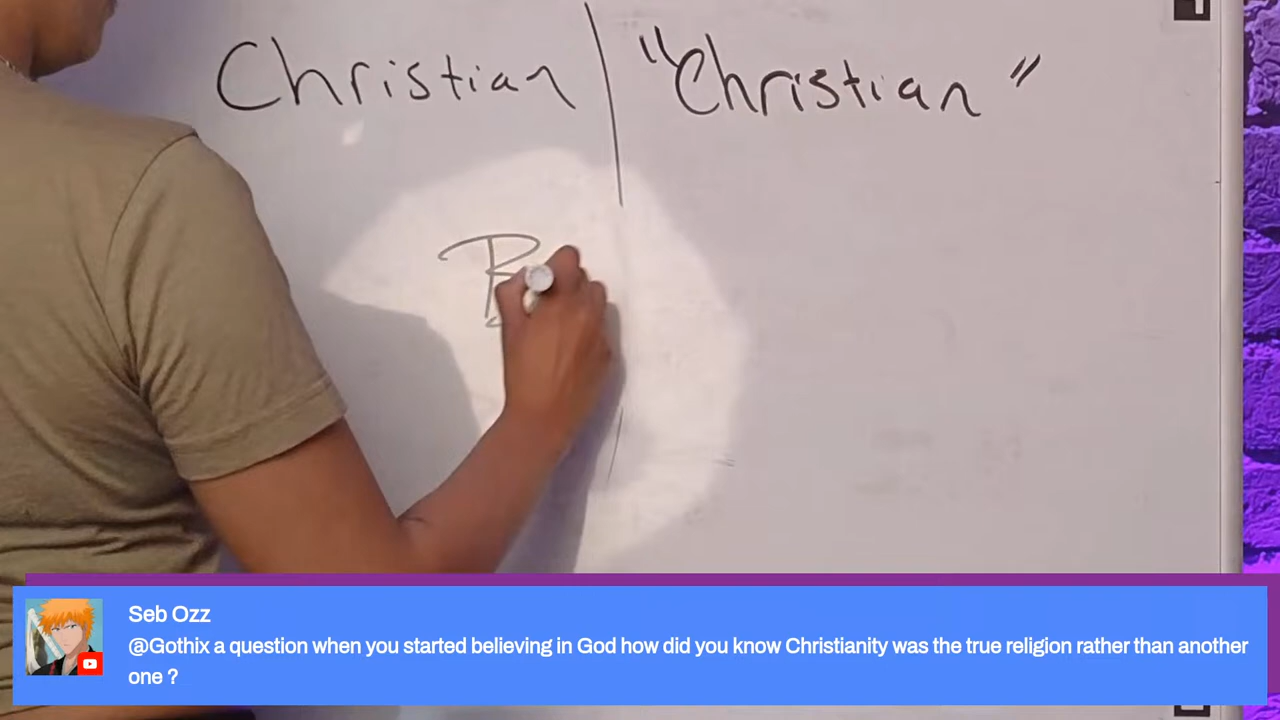 Christian | "Christian"
B
Seb Ozz
@Gothix a question when you started believing in God how did you know Christianity was the true religion rather than another
one ?